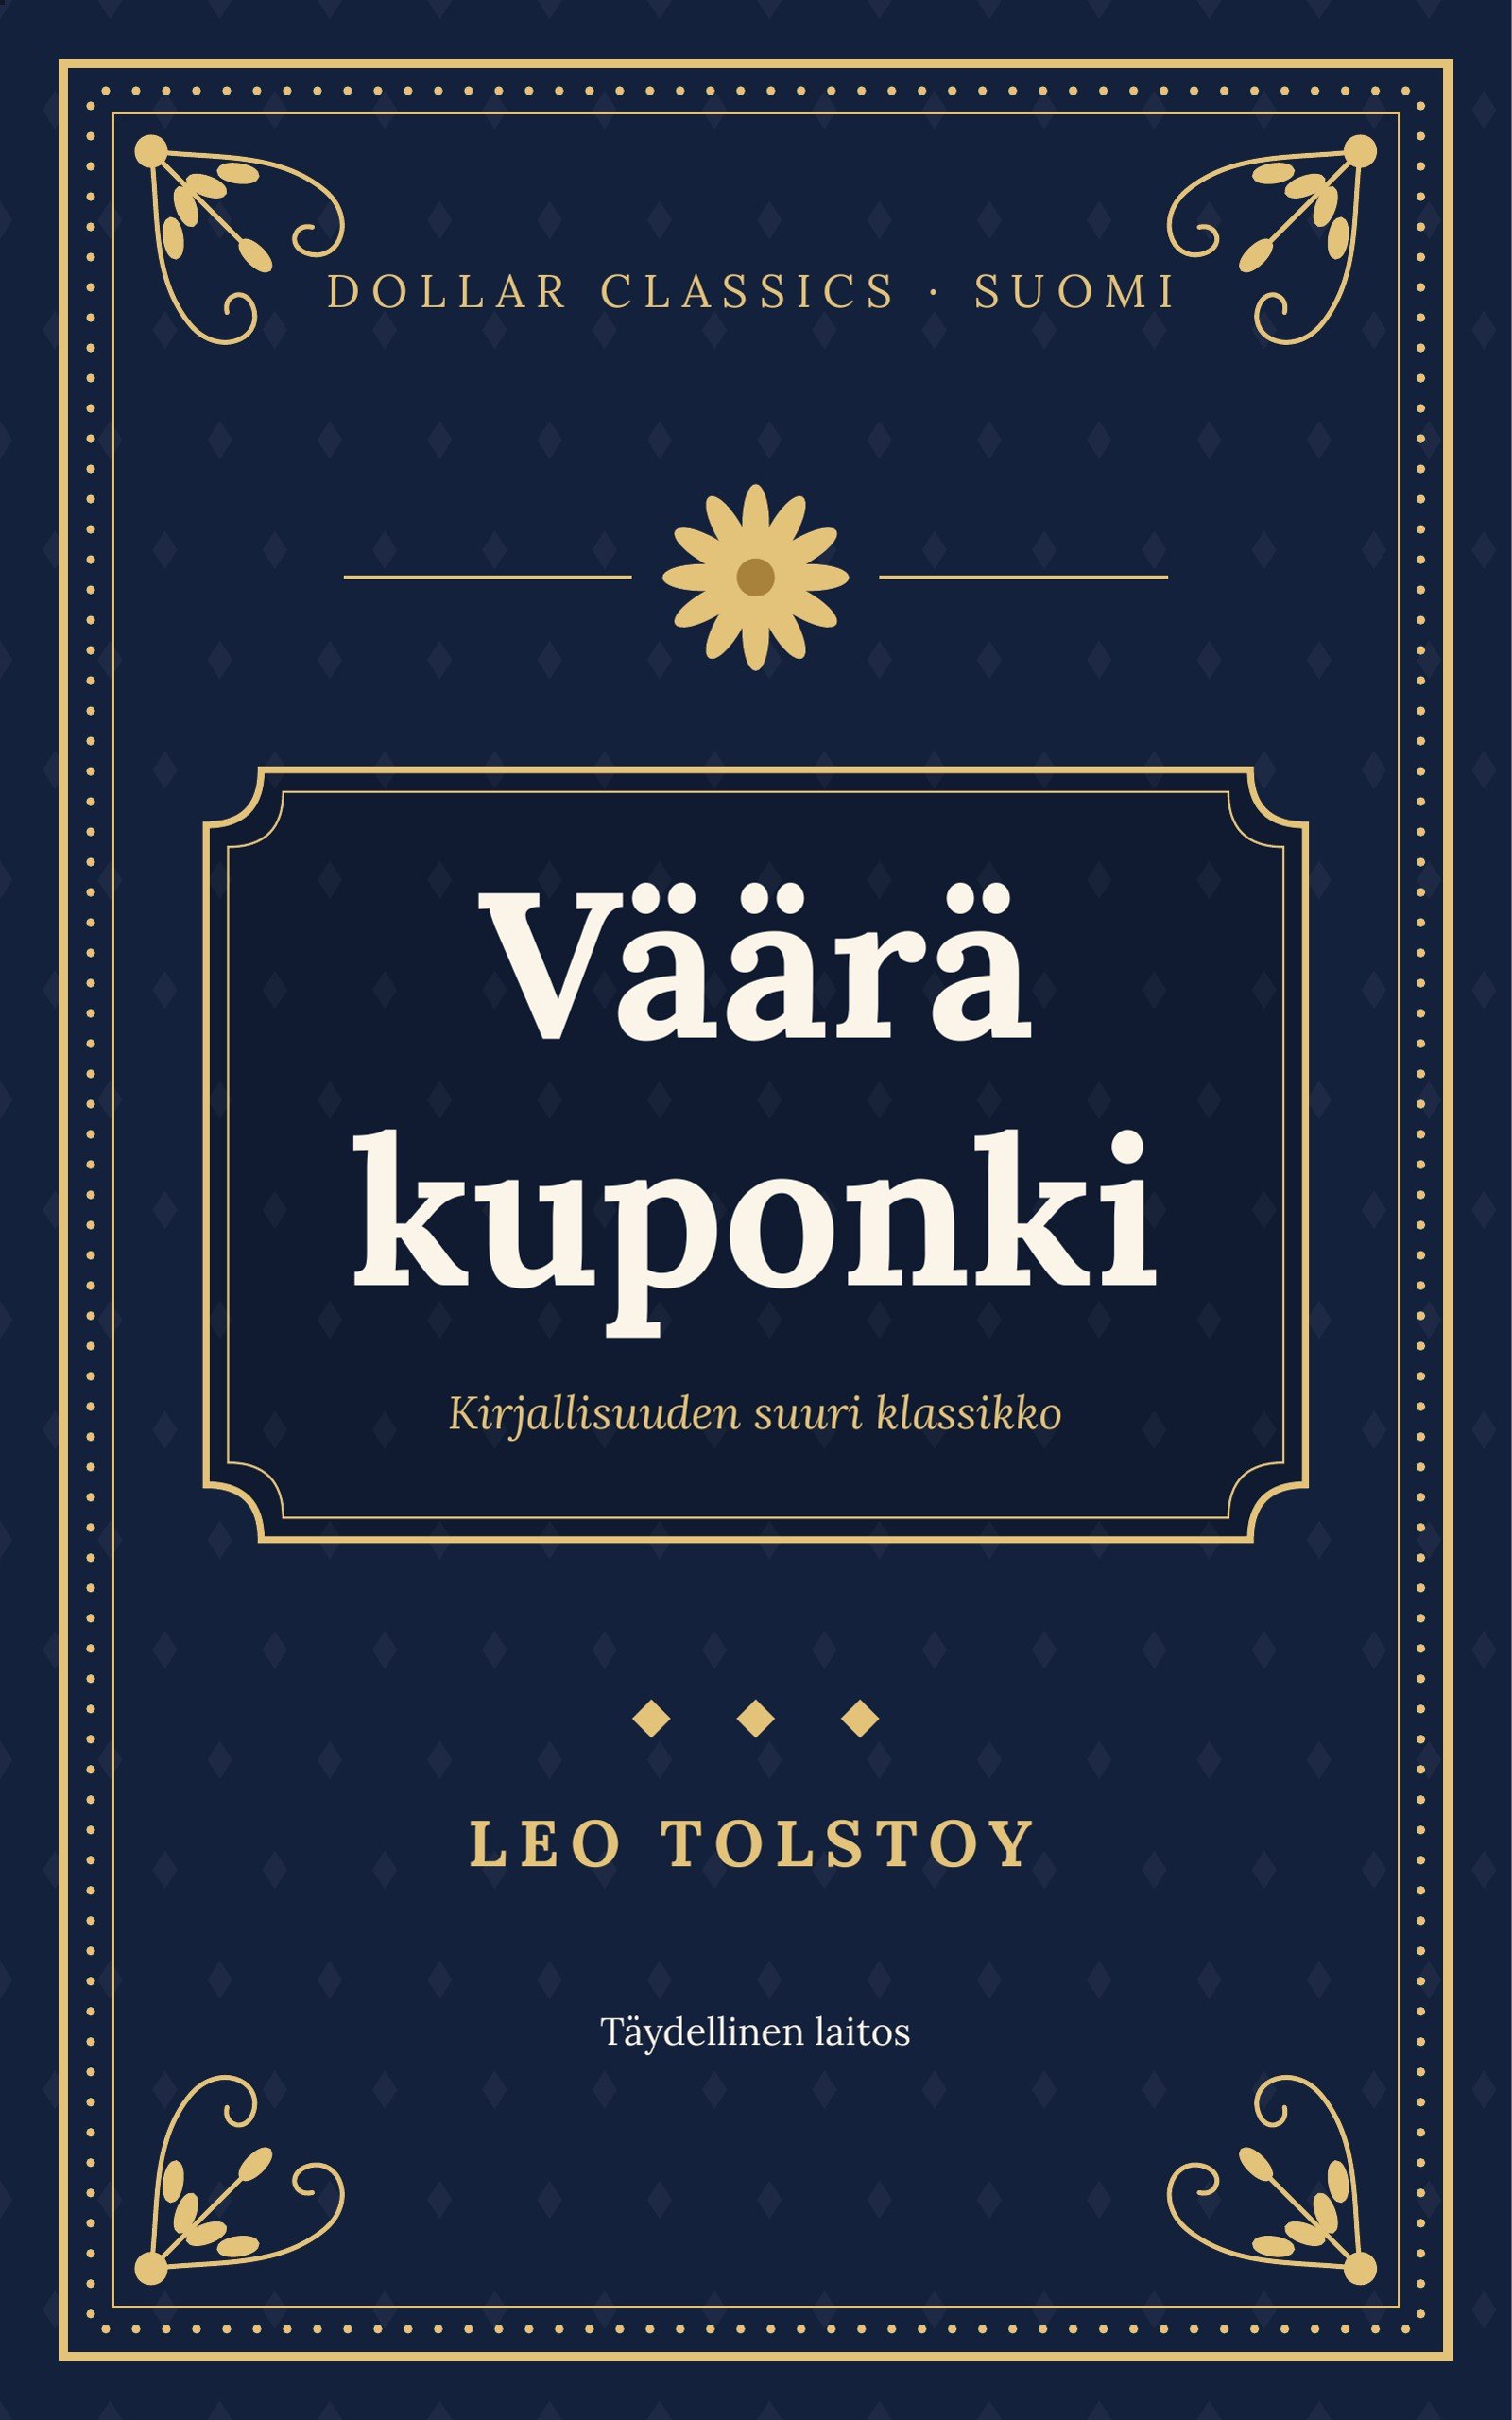 DOLLAR CLASSICS · SUOMI
Väärä
kuponki
Kirjallisuuden suuri klassikko
LEO TOLSTOY
Täydellinen laitos